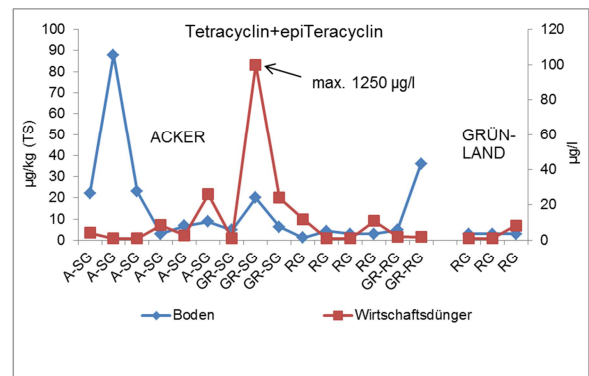 Tetracyclin+epiTeracyclin
100
90
80
70
60
50
40
30
20
10
0
µg/kg (TS)
120
100
80
60
40
20
0
µg/l
max. 1250 µg/l
ACKER
GRÜN-
LAND
A-SG
A-SG
A-SG
A-SG
A-SG
A-SG
GR-SG
GR-SG
GR-SG
RG
RG
RG
RG
GR-RG
GR-RG
RG
RG
RG
Boden
Wirtschaftsdünger